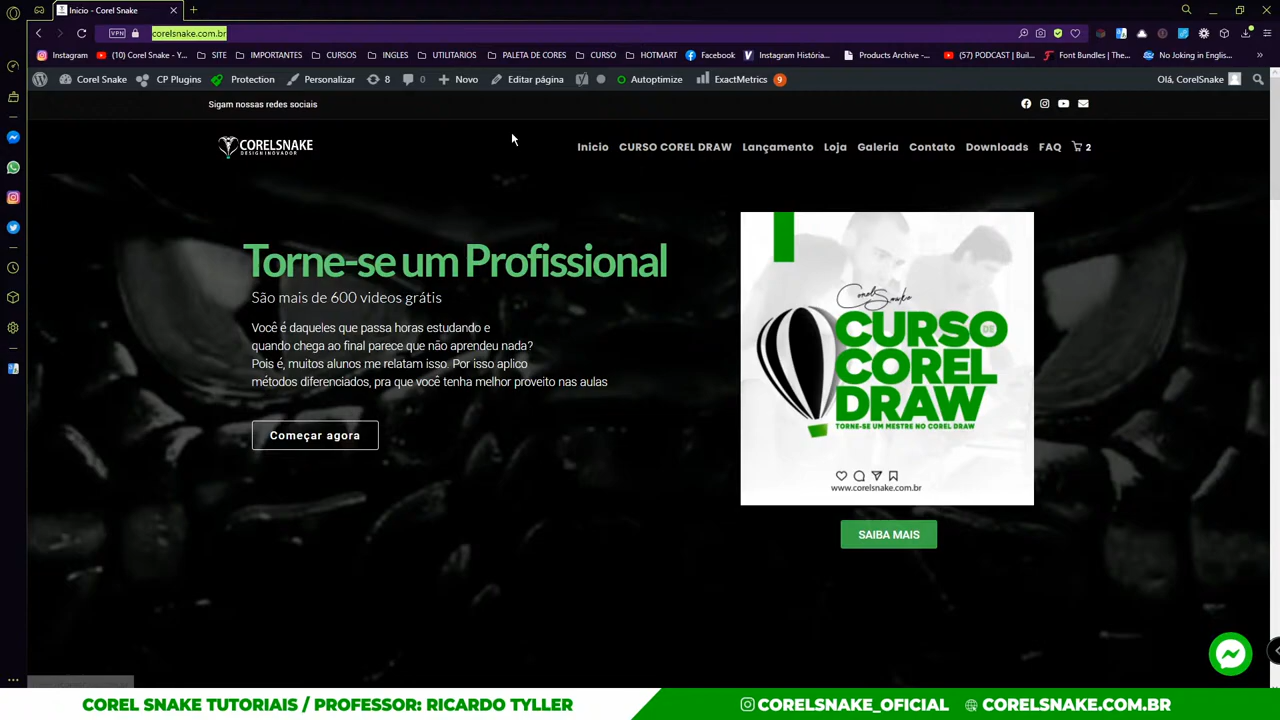 Inicio - Corel Snake
VPN
corelsnake.com.br
Instagram
(10) Corel Snake - Y...
SITE
IMPORTANTES
CURSOS
INGLES
UTILITARIOS
PALETA DE CORES
CURSO
HOTMART
Facebook
Instagram História...
Products Archive -...
(57) PODCAST | Buil...
Font Bundles | The...
No Joking in Englis...
Corel Snake
CP Plugins
Protection
Personalizar
8
0
Novo
Editar página
Autoptimize
ExactMetrics
9
Olá, CorelSnake
Sigam nossas redes sociais
CORELSNAKE
DESIGN INOVADOR
Inicio
CURSO COREL DRAW
Lançamento
Loja
Galeria
Contato
Downloads
FAQ
2
Torne-se um Profissional
São mais de 600 videos grátis
Você é daqueles que passa horas estudando e
quando chega ao final parece que não aprendeu nada?
Pois é, muitos alunos me relatam isso. Por isso aplico
métodos diferenciados, pra que você tenha melhor proveito nas aulas
Começar agora
CorelSnake
CURSO DE
COREL
DRAW
TORNE-SE UM MESTRE NO COREL DRAW
www.corelsnake.com.br
SAIBA MAIS
COREL SNAKE TUTORIAIS / PROFESSOR: RICARDO TYLLER
CORELSNAKE_OFICIAL
CORELSNAKE.COM.BR